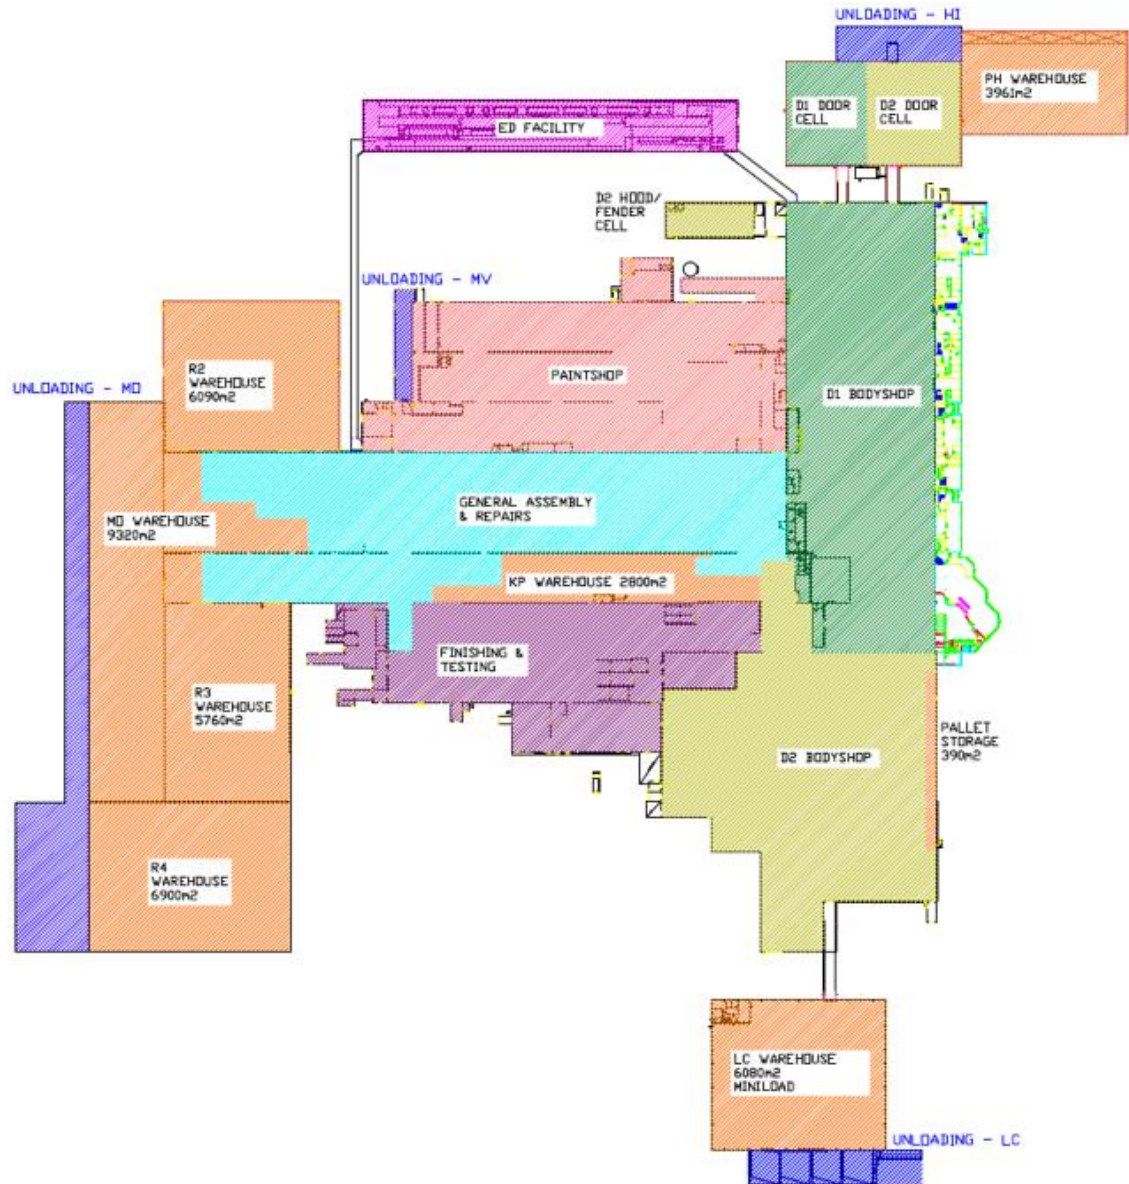 UNLOADING - HI
PH WAREHOUSE
3961m2
D1 DOOR
CELL
D2 DOOR
CELL
ED FACILITY
D2 HOOD/
FENDER
CELL
UNLOADING - MV
R2
WAREHOUSE
6090m2
PAINTSHOP
UNLOADING - MO
D1 BODYSHOP
GENERAL ASSEMBLY
& REPAIRS
MO WAREHOUSE
9320m2
KP WAREHOUSE 2800m2
FINISHING &
TESTING
R3
WAREHOUSE
5760m2
PALLET
STORAGE
390m2
D2 BODYSHOP
R4
WAREHOUSE
6900m2
LC WAREHOUSE
6080m2
MINILOAD
UNLOADING - LC